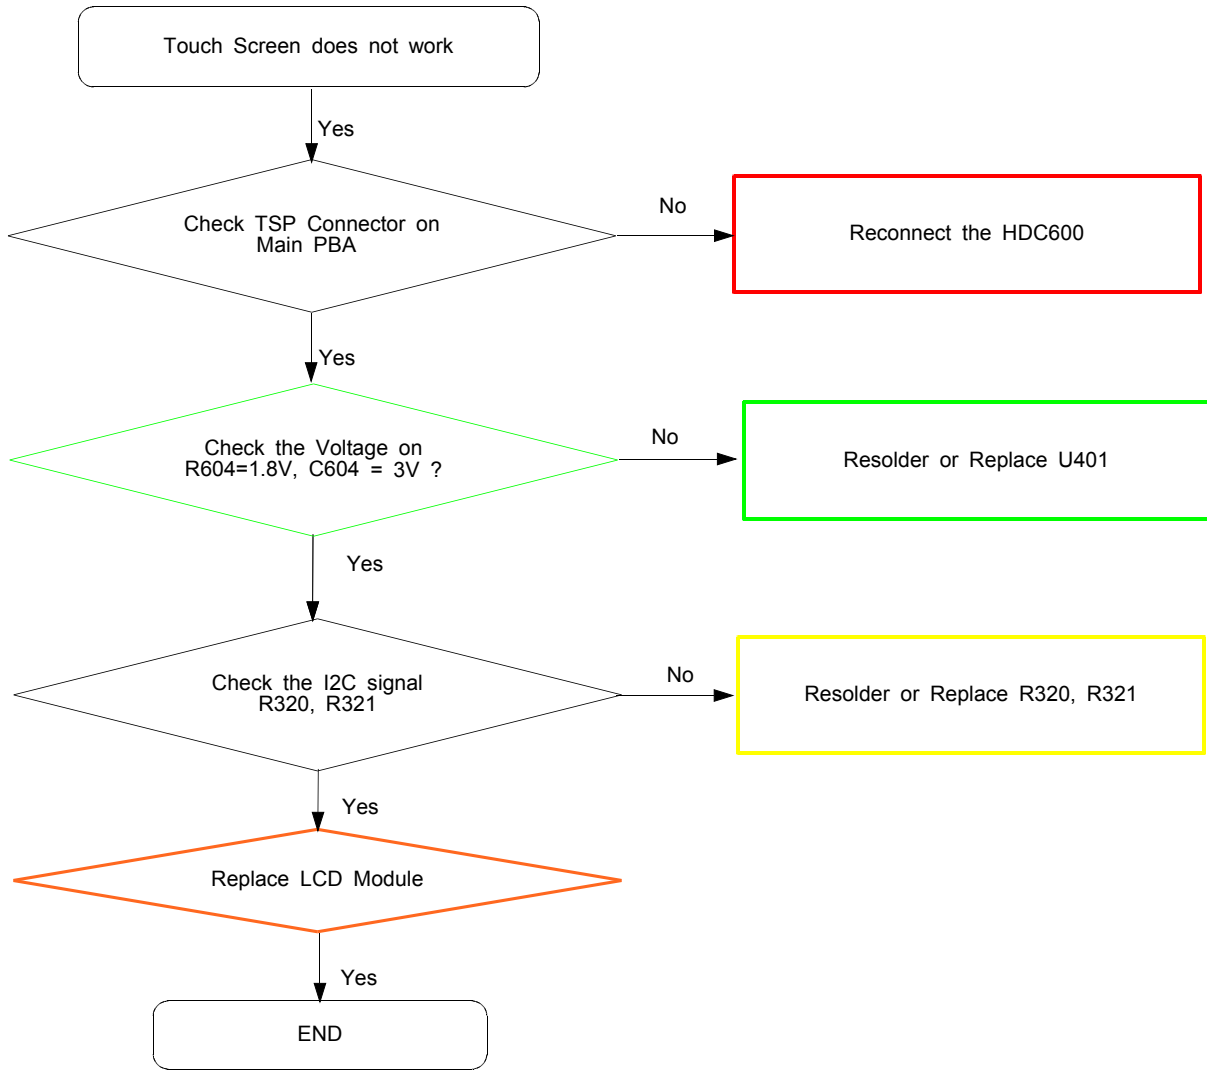 Touch Screen does not work
Yes
Check TSP Connector on
Main PBA
No
Reconnect the HDC600
Yes
Check the Voltage on
R604=1.8V, C604 = 3V ?
No
Resolder or Replace U401
Yes
Check the I2C signal
R320, R321
No
Resolder or Replace R320, R321
Yes
Replace LCD Module
Yes
END